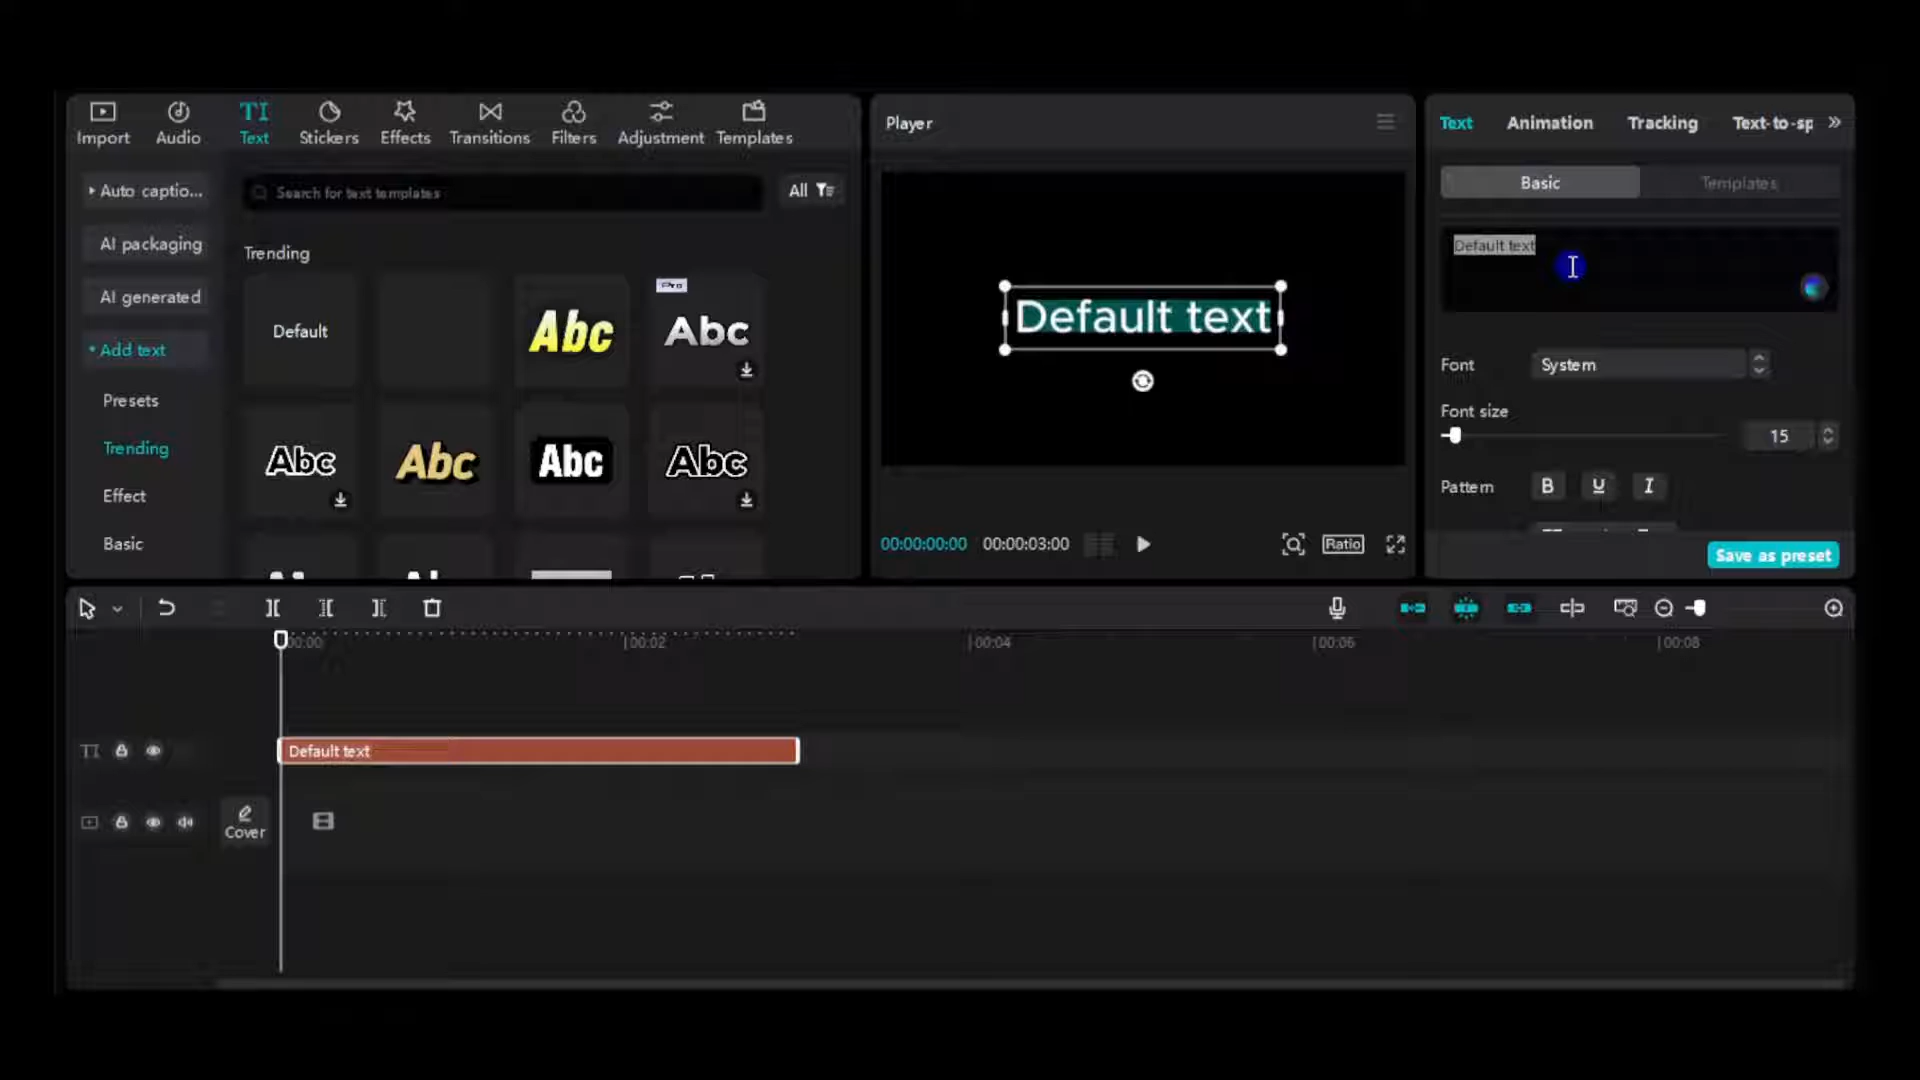 Import Audio Text Stickers Effects Transitions Filters Adjustment Templates
Auto captio...
AI packaging
AI generated
Add text
Presets
Trending
Effect
Basic
Search for text templates
All
Trending
Default
Abc
Pro
Abc
Abc
Abc
Abc
Abc
Player
Default text
00:00:00:00 00:00:03:00
Ratio
Text Animation Tracking Text-to-sp
Basic Templates
Default text
Font System
Font size
15
Pattern B U I
Save as preset
00:00 00:02 00:04 00:06 00:08
TI Default text
Cover